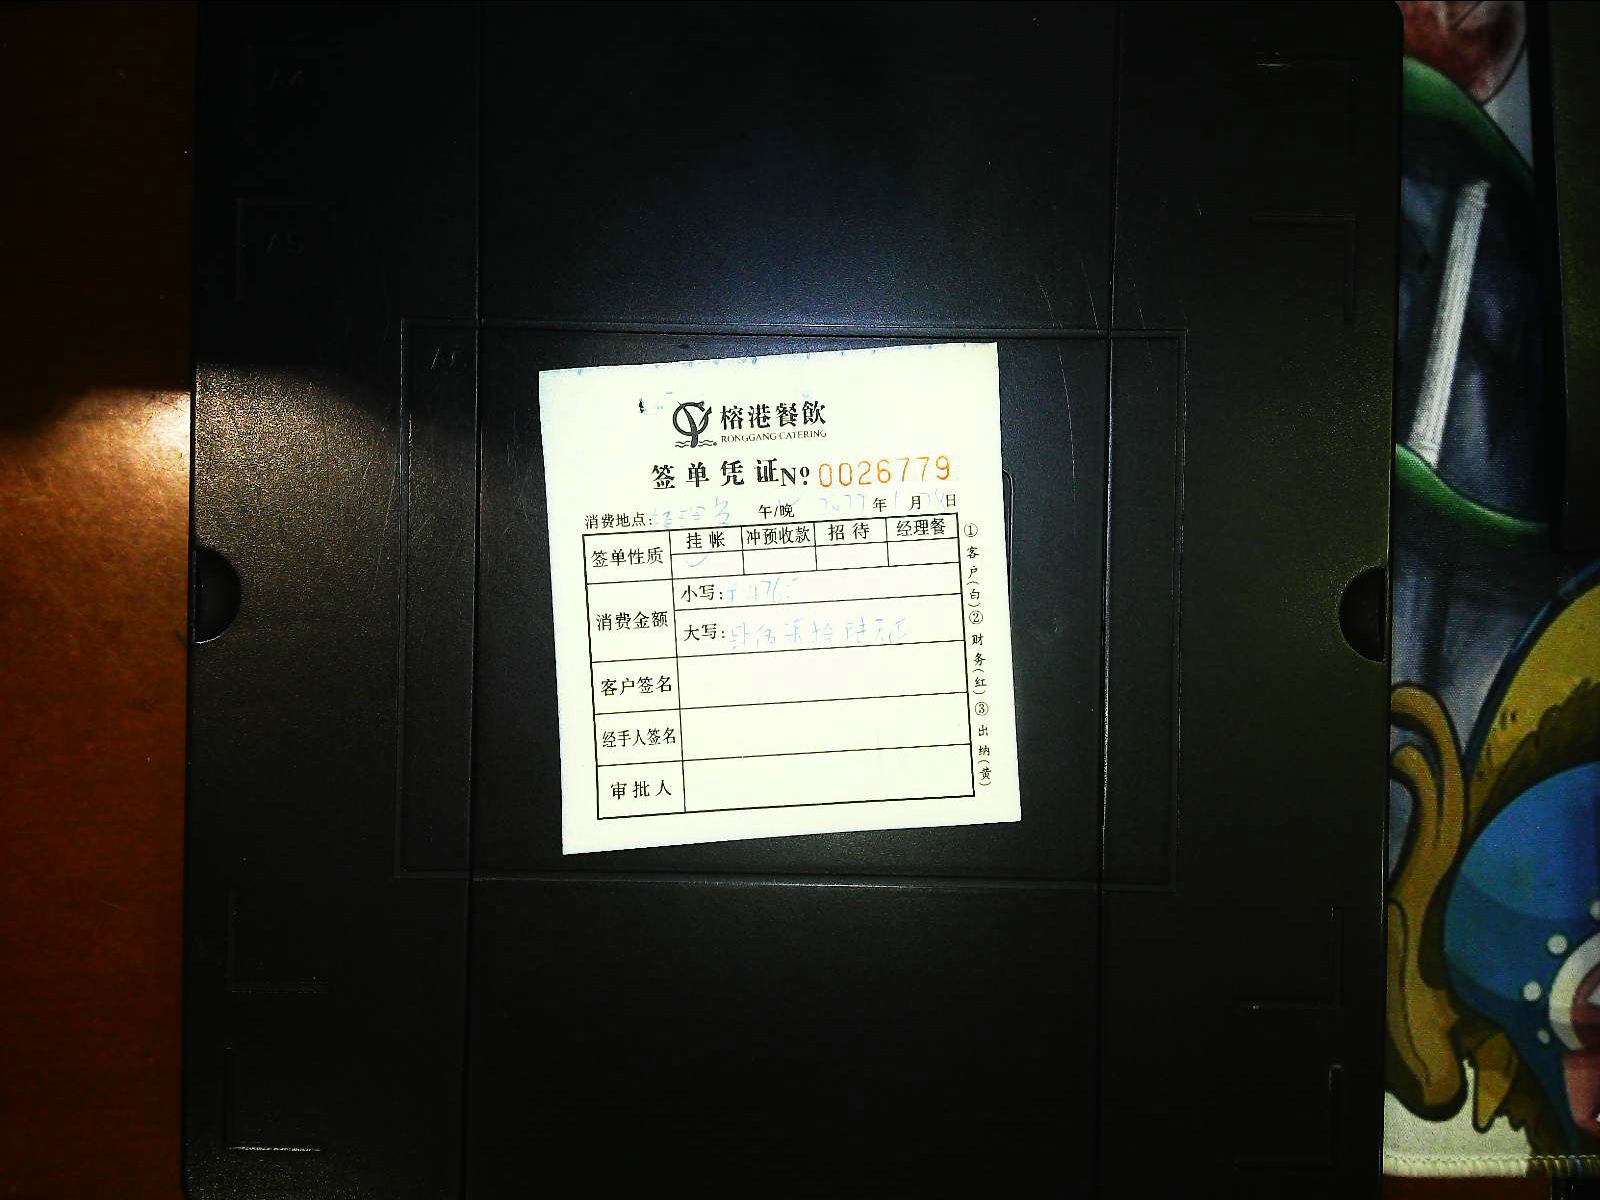 榕港餐飲
RONGGANG CATERING
签单凭证№ 0026779
消费地点: 午/晚 年 月 日
签单性质 挂帐 冲预收款 招待 经理餐
消费金额
小写:
大写:
客户签名
经手人签名
审批人
①客户(白)②财务(红)③出纳(黄)
A5